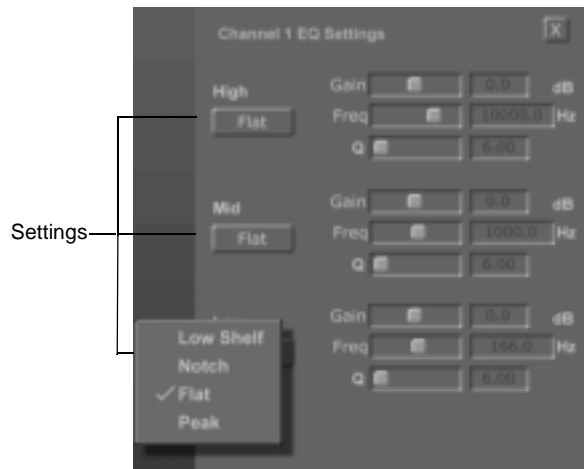 Channel 1 EQ Settings X
High
Flat
Gain 0.0 dB
Freq 10000.0 Hz
Q 6.00
Settings
Mid
Flat
Gain 0.0 dB
Freq 1000.0 Hz
Q 6.00
Gain 0.0 dB
Freq 166.0 Hz
Q 6.00
Low Shelf
Notch
Flat
Peak